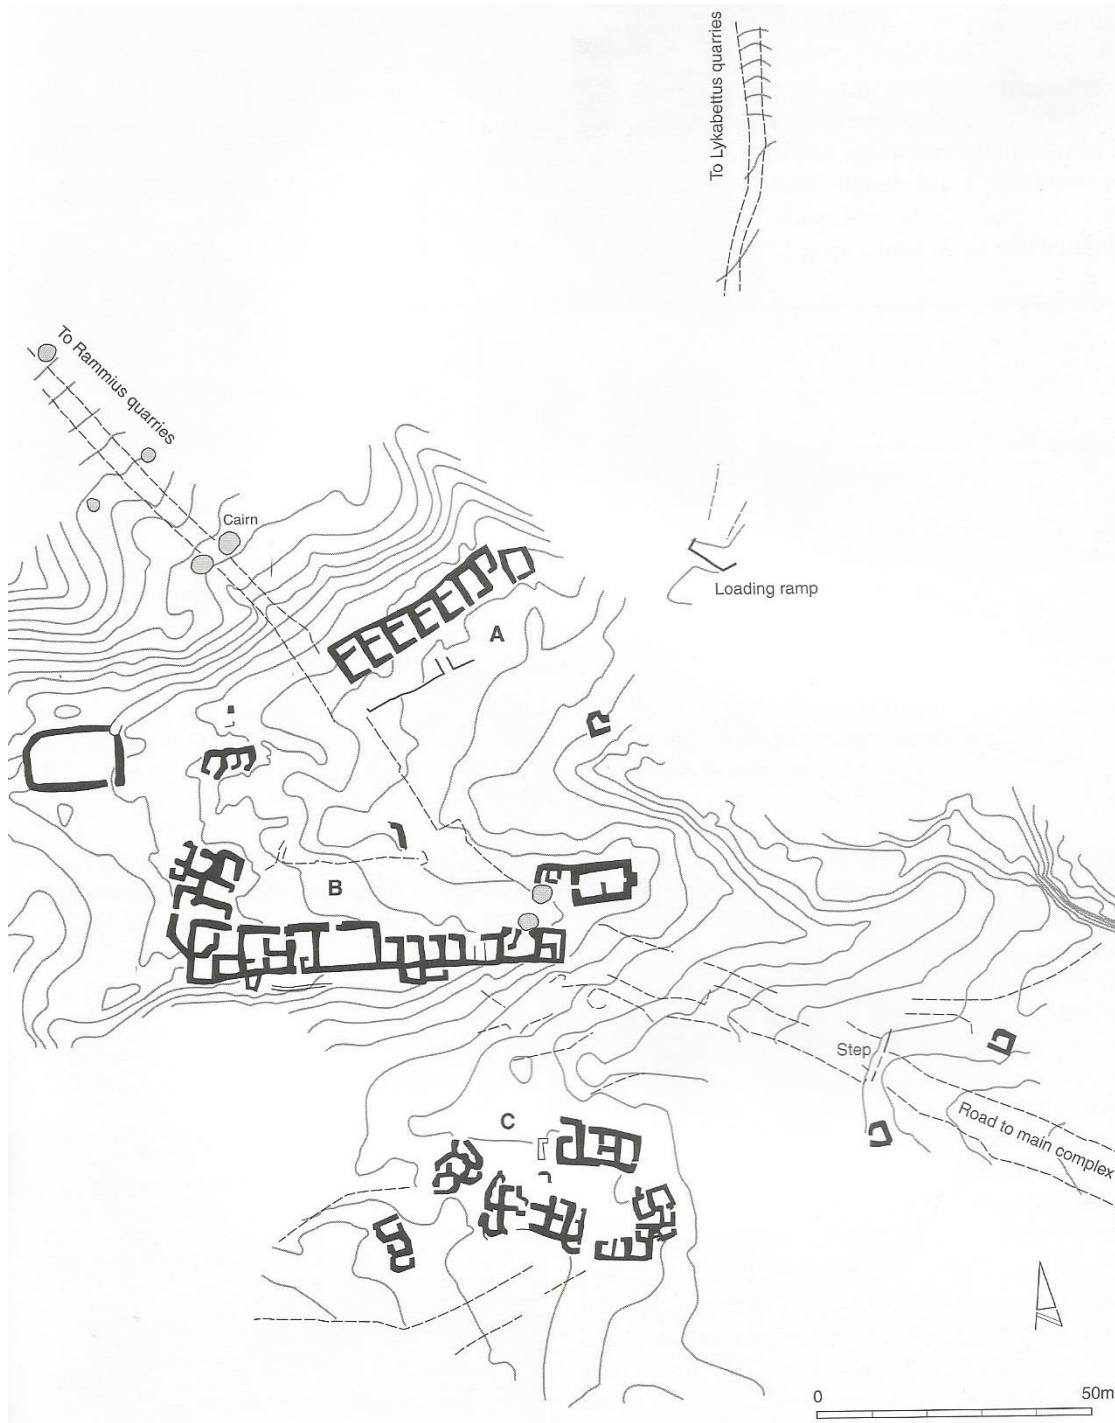 To Lykabettus quarries
To Rammius quarries
Cairn
Loading ramp
A
B
Step
Road to main complex
C
0 50m